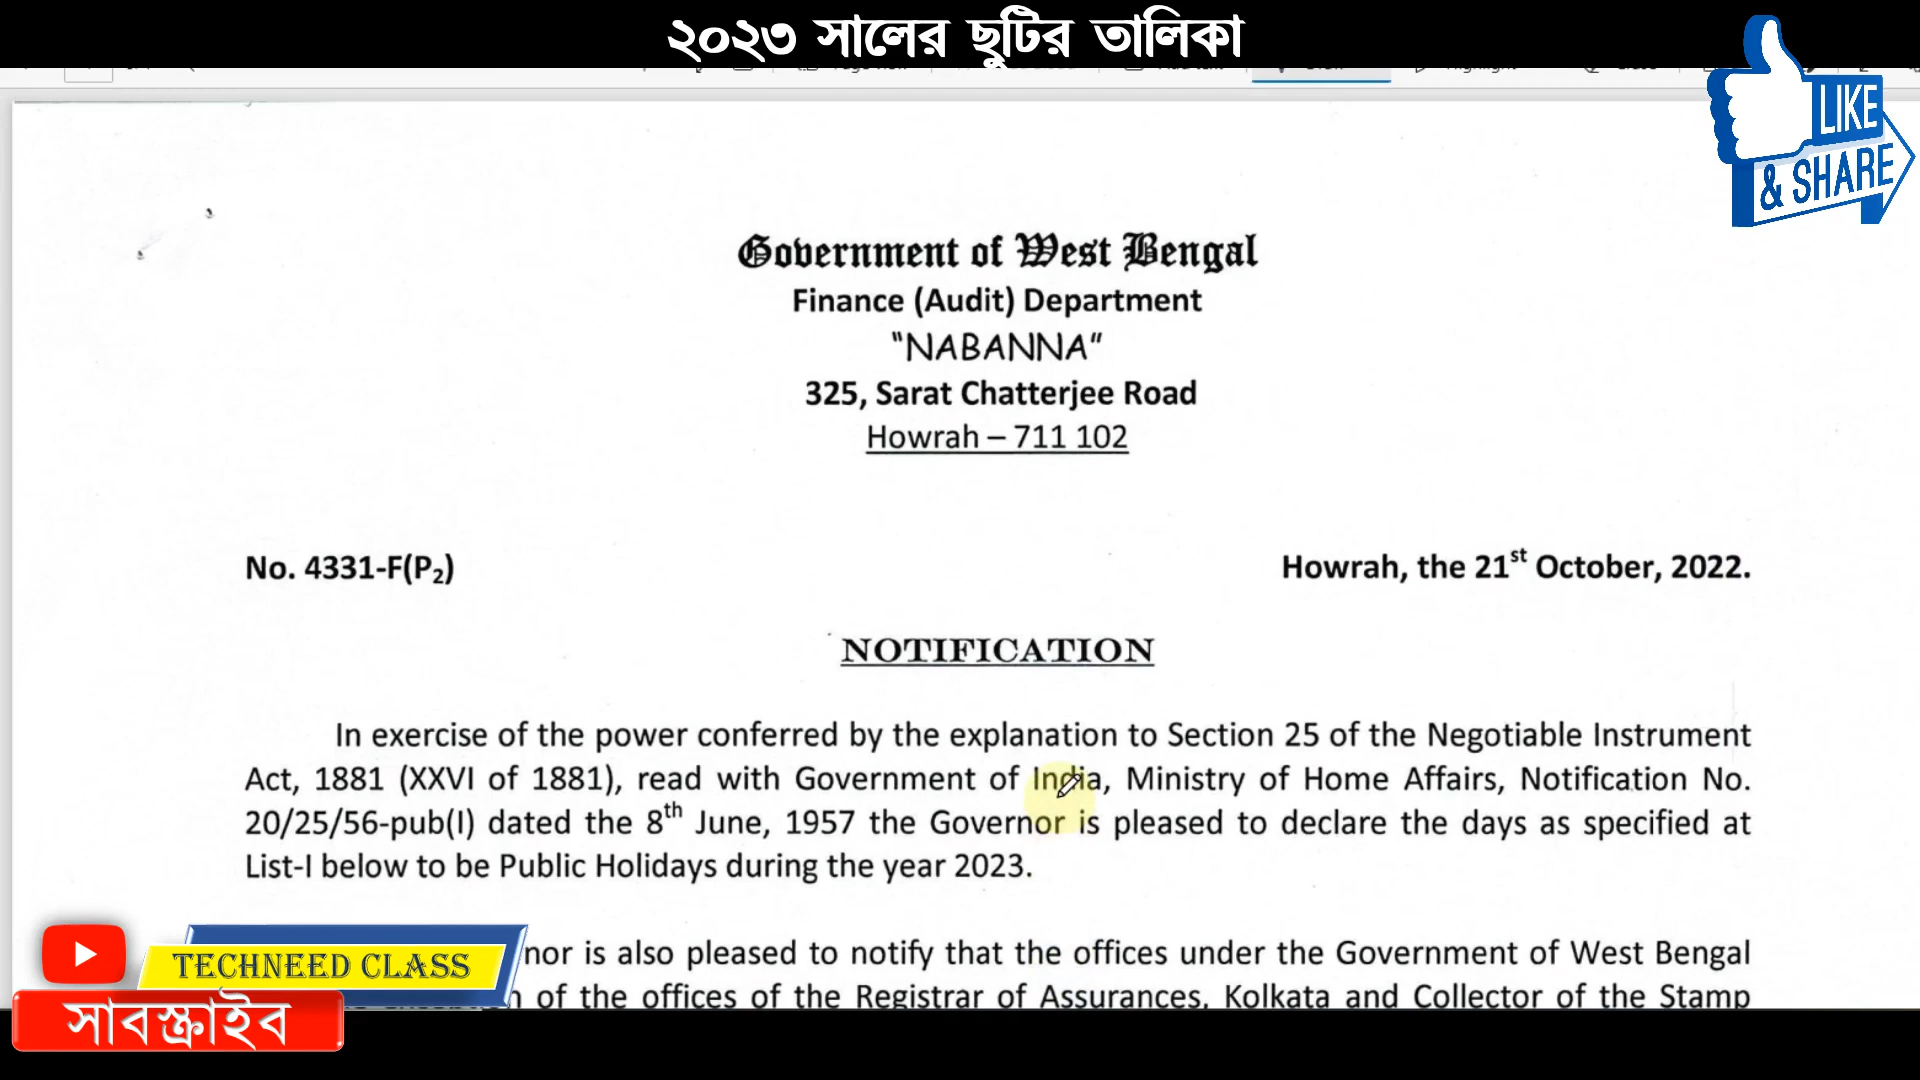 ২০২৩ সালের ছুটির তালিকা
LIKE
& SHARE
Government of West Bengal
Finance (Audit) Department
"NABANNA"
325, Sarat Chatterjee Road
Howrah – 711 102
No. 4331-F(P₂)
Howrah, the 21st October, 2022.
NOTIFICATION
In exercise of the power conferred by the explanation to Section 25 of the Negotiable Instrument
Act, 1881 (XXVI of 1881), read with Government of India, Ministry of Home Affairs, Notification No.
20/25/56-pub(I) dated the 8th June, 1957 the Governor is pleased to declare the days as specified at
List-I below to be Public Holidays during the year 2023.
nor is also pleased to notify that the offices under the Government of West Bengal
of the offices of the Registrar of Assurances, Kolkata and Collector of the Stamp
TECHNEED CLASS
সাবস্ক্রাইব